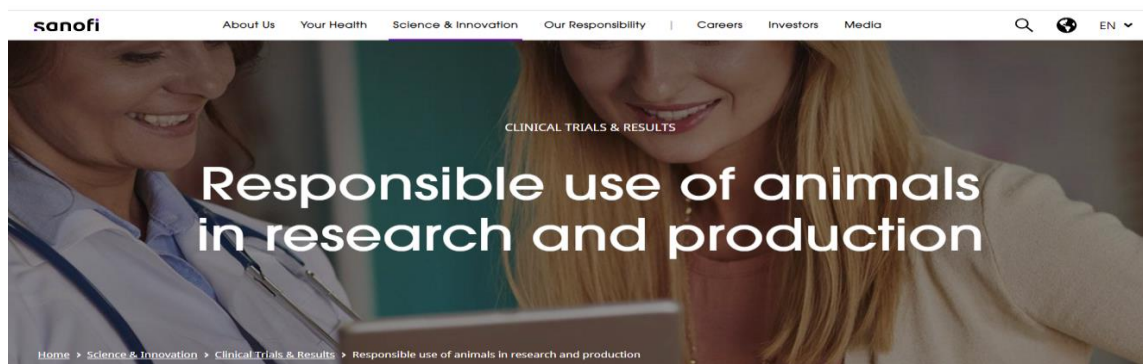 sanofi
About Us Your Health Science & Innovation Our Responsibility | Careers Investors Media EN
CLINICAL TRIALS & RESULTS
Responsible use of animals
in research and production
Home > Science & Innovation > Clinical Trials & Results > Responsible use of animals in research and production